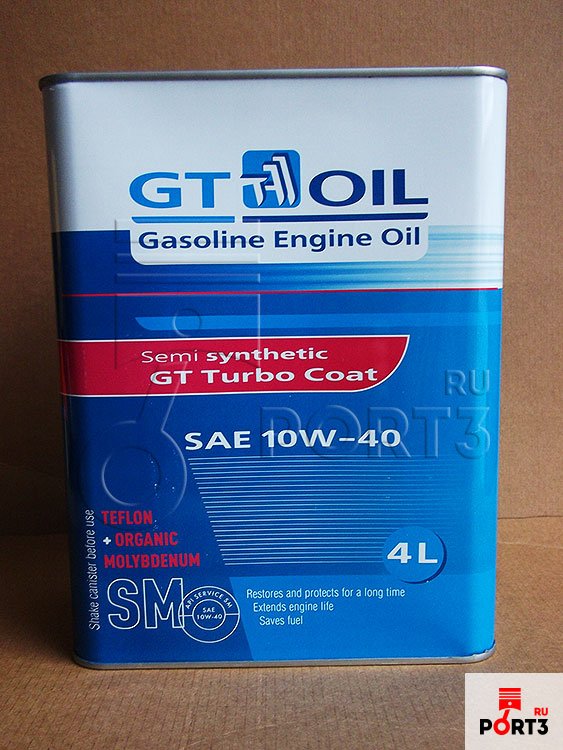 GT OIL
Gasoline Engine Oil
Semi synthetic
GT Turbo Coat
RU
PORT3
SAE 10W-40
Shake canister before use
TEFLON
+ ORGANIC
MOLYBDENUM
4 L
SM
API SERVICE SM
SAE
10W-40
Restores and protects for a long time
Extends engine life
Saves fuel
RU
PORT3